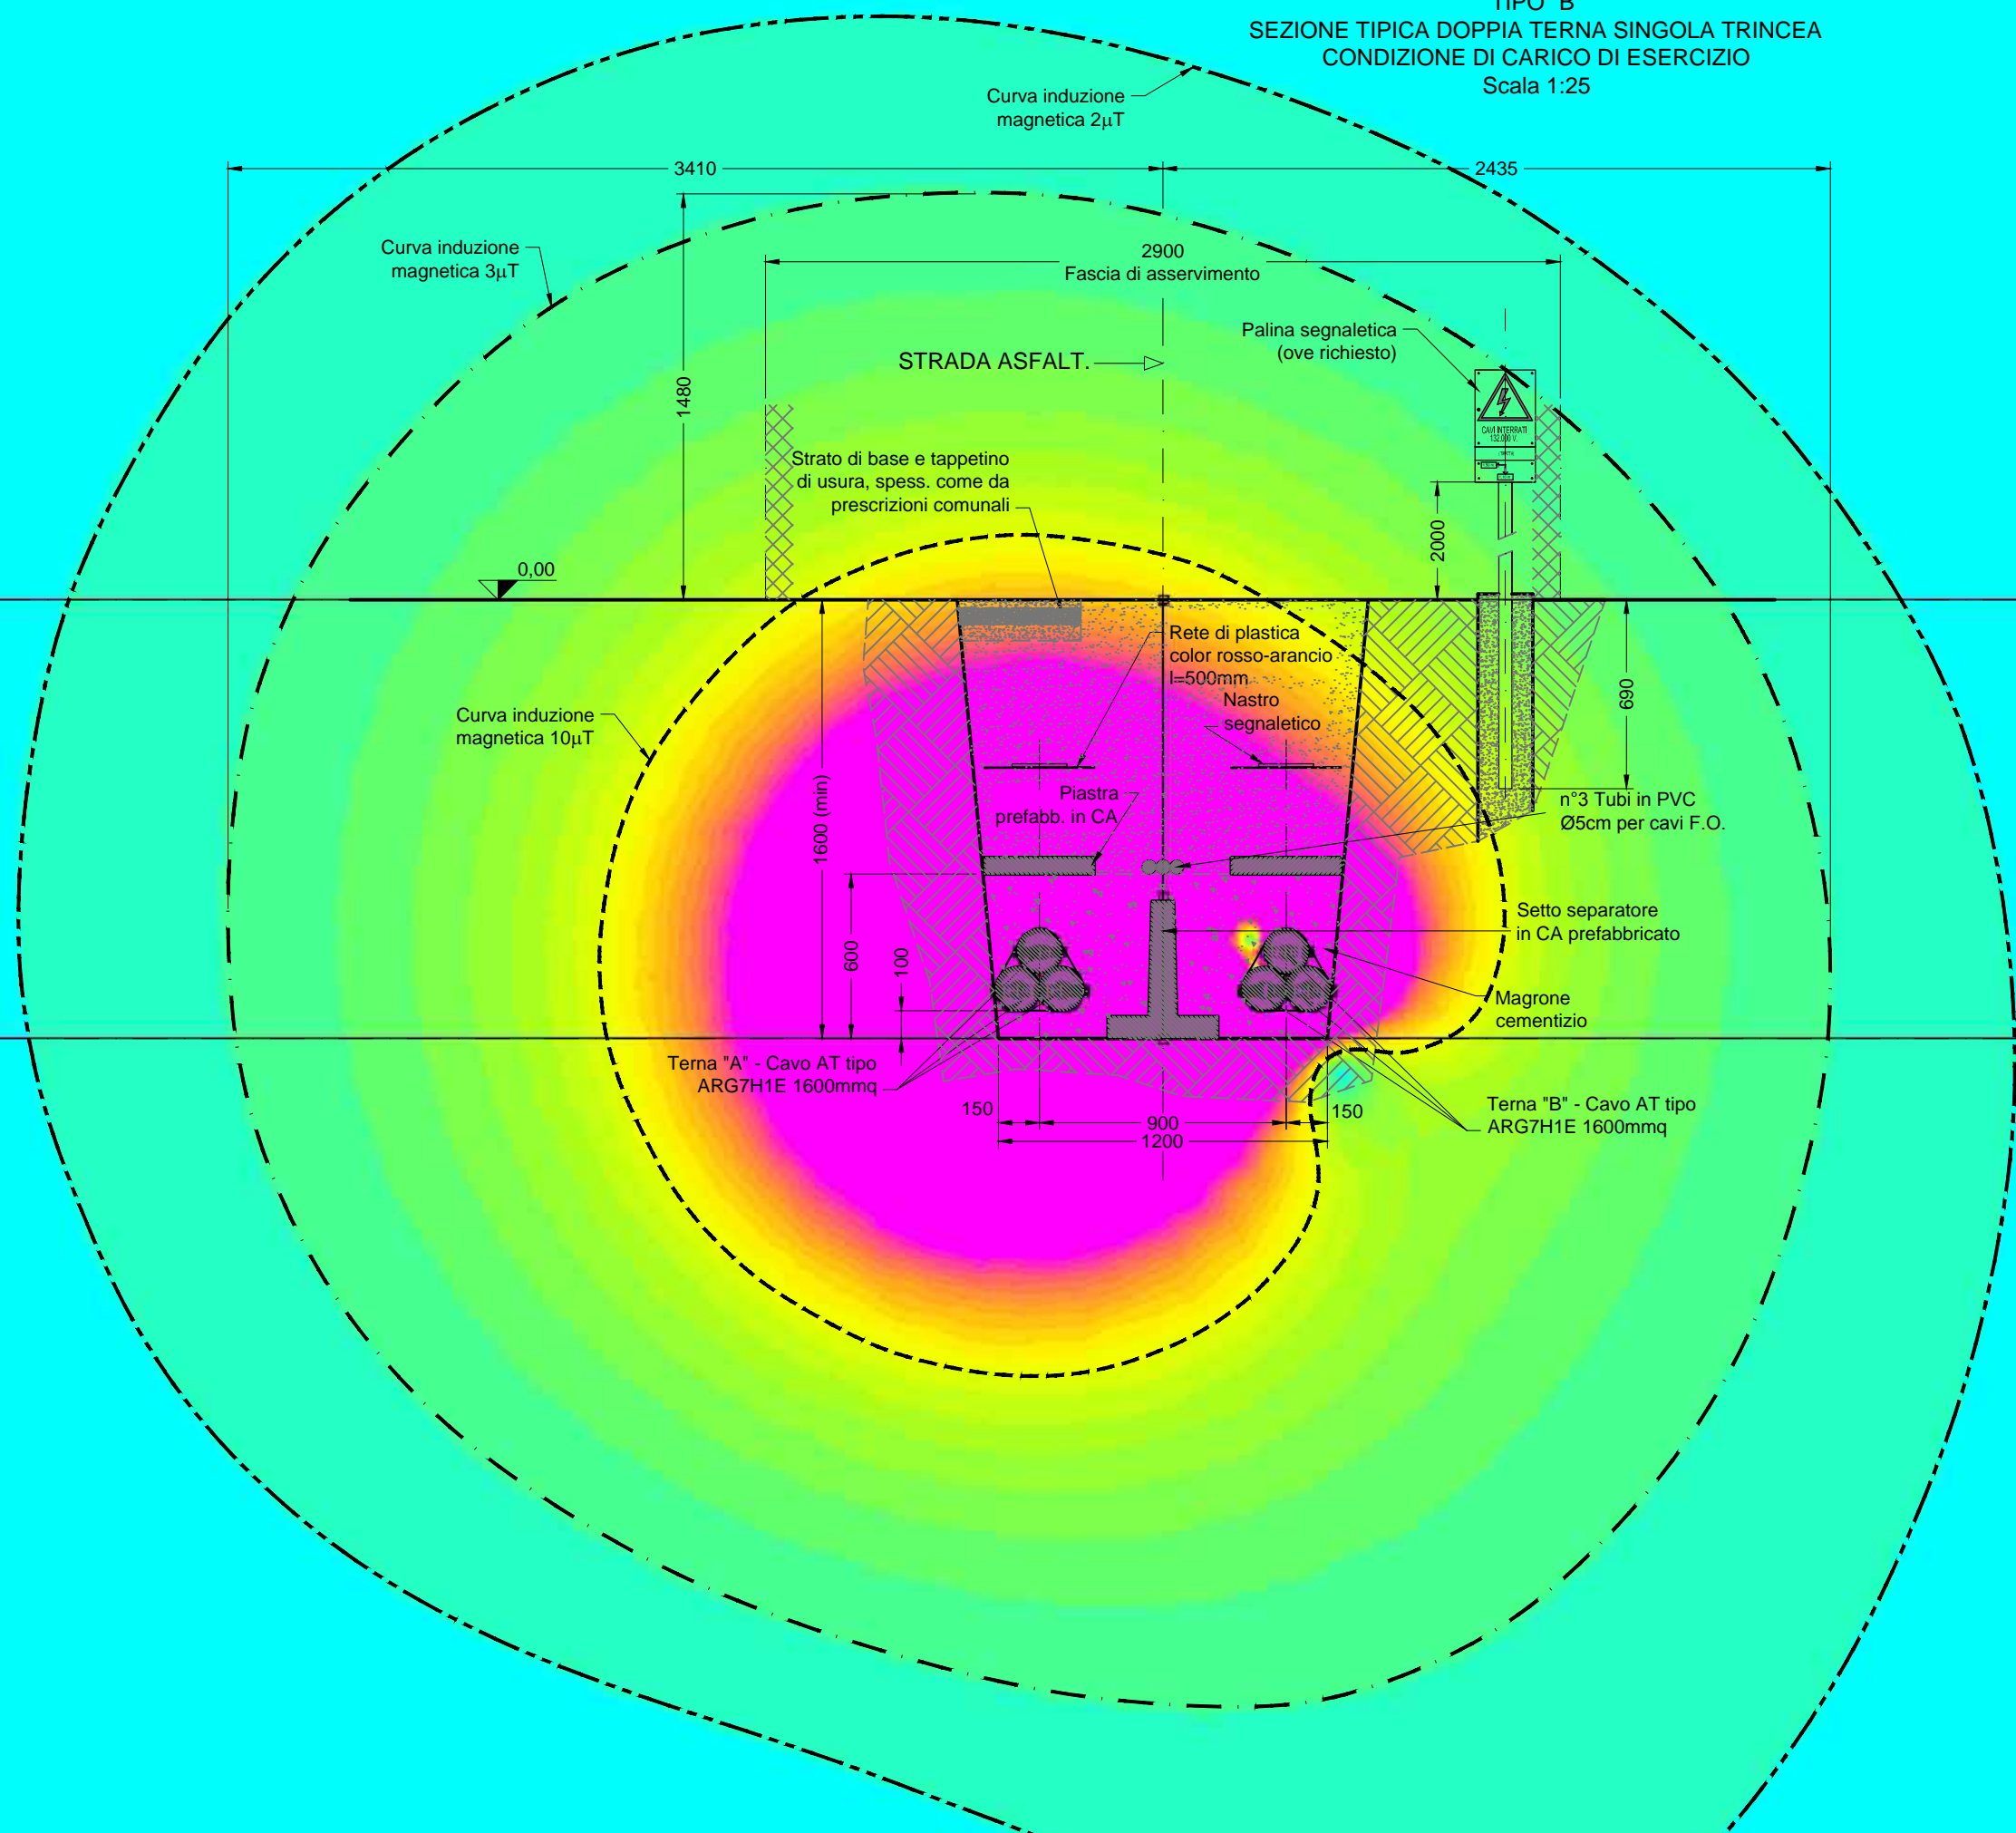 TIPO "B"
SEZIONE TIPICA DOPPIA TERNA SINGOLA TRINCEA
CONDIZIONE DI CARICO DI ESERCIZIO
Scala 1:25
Curva induzione
magnetica 2μT
3410
2435
Curva induzione
magnetica 3μT
2900
Fascia di asservimento
Palina segnaletica
(ove richiesto)
STRADA ASFALT.
1480
CAVI INTERRATI
132.000 V.
Strato di base e tappetino
di usura, spess. come da
prescrizioni comunali
2000
0,00
Rete di plastica
color rosso-arancio
l=500mm
Nastro
segnaletico
690
Curva induzione
magnetica 10μT
1600 (min)
Piastra
prefabb. in CA
n°3 Tubi in PVC
Ø5cm per cavi F.O.
600
100
Setto separatore
in CA prefabbricato
Magrone
cementizio
Terna "A" - Cavo AT tipo
ARG7H1E 1600mmq
150
900
150
1200
Terna "B" - Cavo AT tipo
ARG7H1E 1600mmq